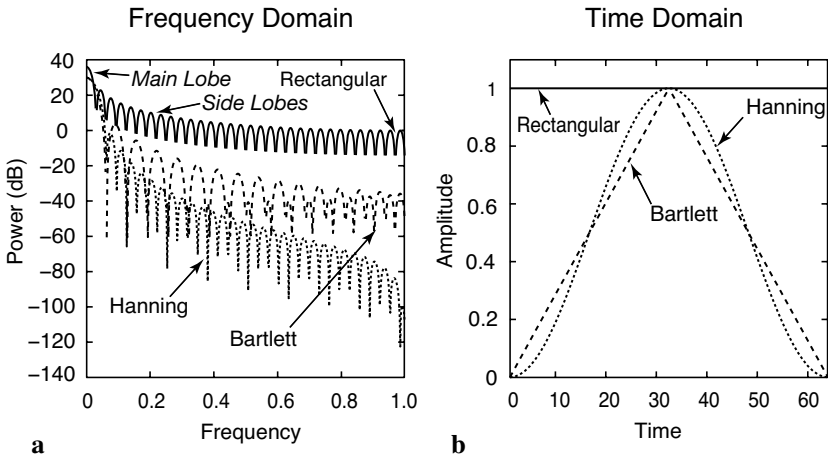 Frequency Domain
Time Domain
40
20
0
−20
−40
−60
−80
−100
−120
−140
Power (dB)
Main Lobe
Side Lobes
Rectangular
Hanning
Bartlett
0
0.2
0.4
0.6
0.8
1.0
Frequency
a
1
0.8
0.6
0.4
0.2
0
Amplitude
Rectangular
Hanning
Bartlett
0
10
20
30
40
50
60
Time
b